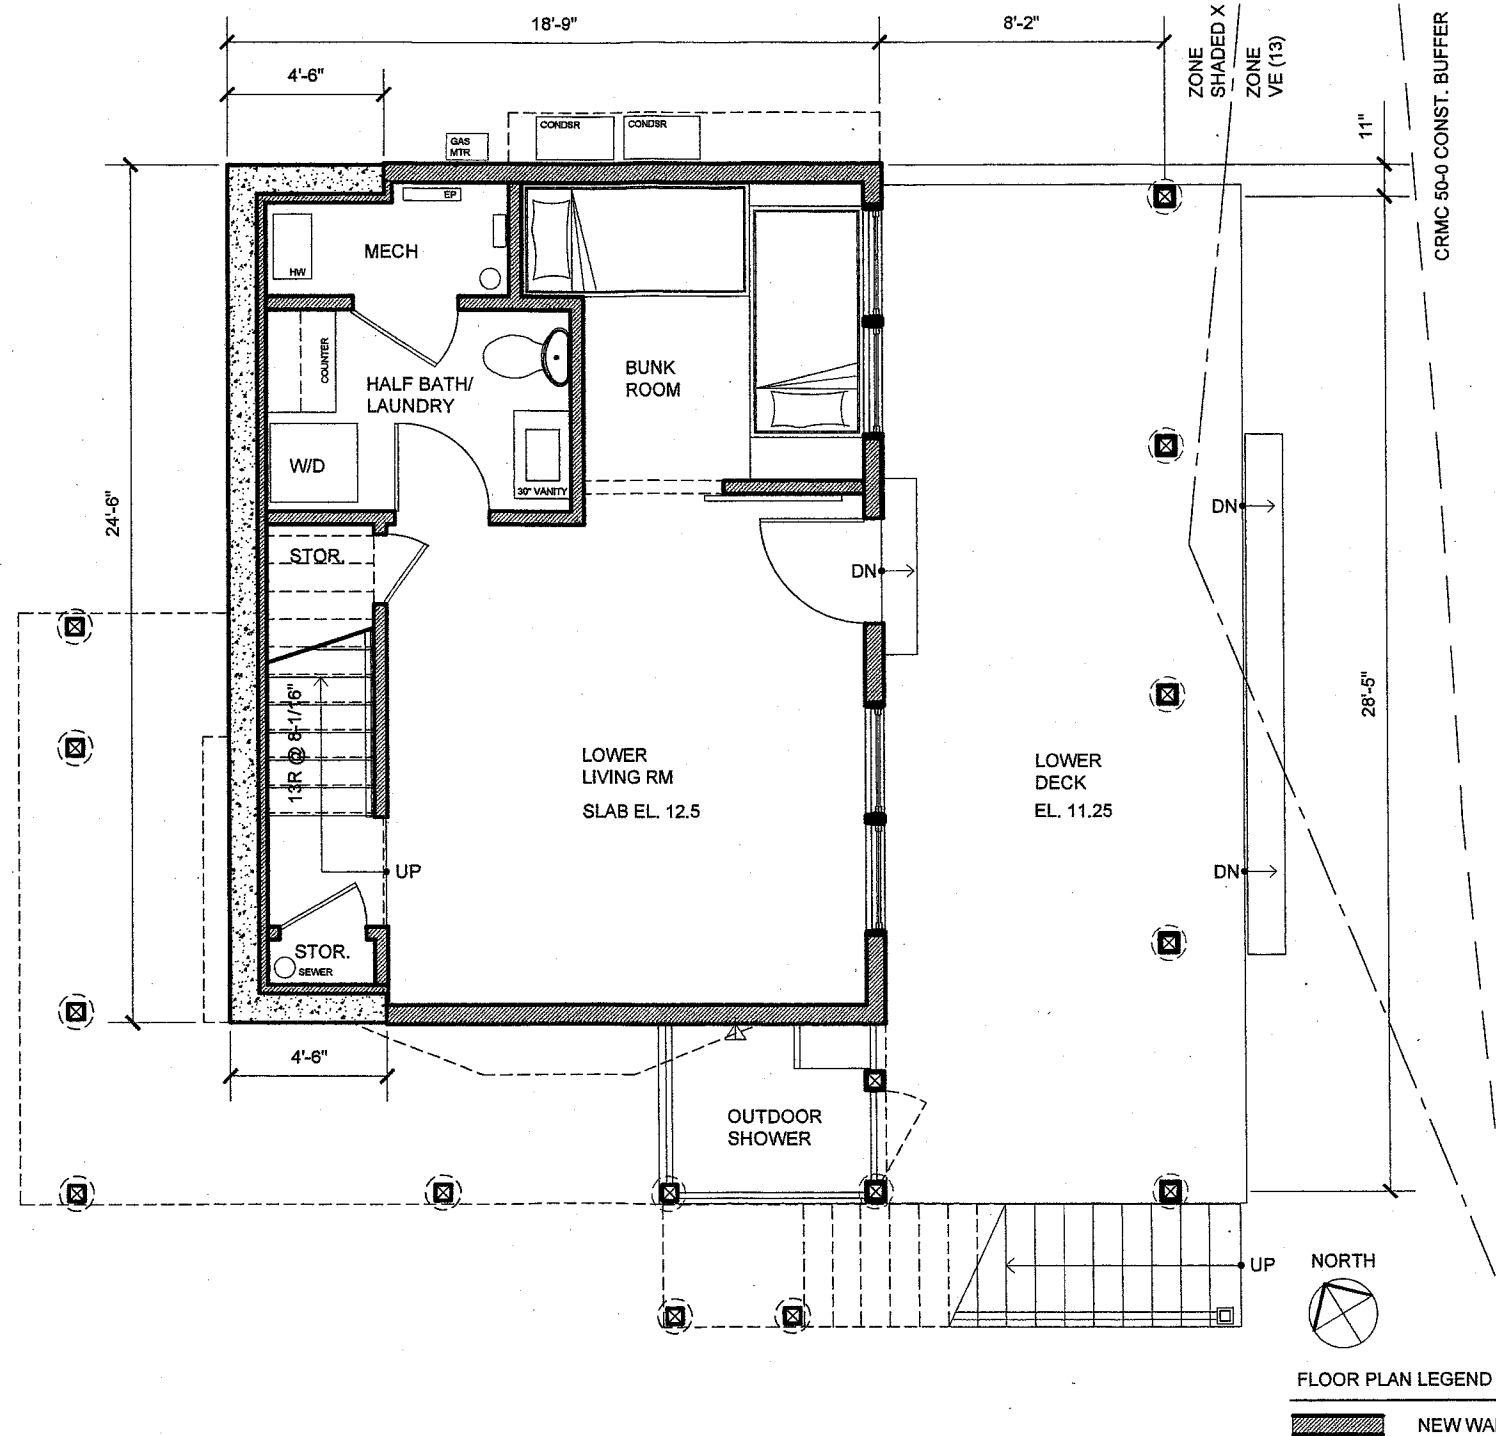 18'-9"
8'-2"
4'-6"
ZONE
SHADED X
ZONE
VE (13)
CRMC 50-0 CONST. BUFFER
11"
GAS
MTR
CONDSR
CONDSR
EP
MECH
HW
COUNTER
HALF BATH/
LAUNDRY
BUNK
ROOM
W/D
30" VANITY
24'-6"
STOR.
DN
DN
13R @ 8-1/16"
LOWER
LIVING RM
SLAB EL. 12.5
LOWER
DECK
EL. 11.25
28'-5"
UP
DN
STOR.
SEWER
4'-6"
OUTDOOR
SHOWER
UP
NORTH
FLOOR PLAN LEGEND
NEW